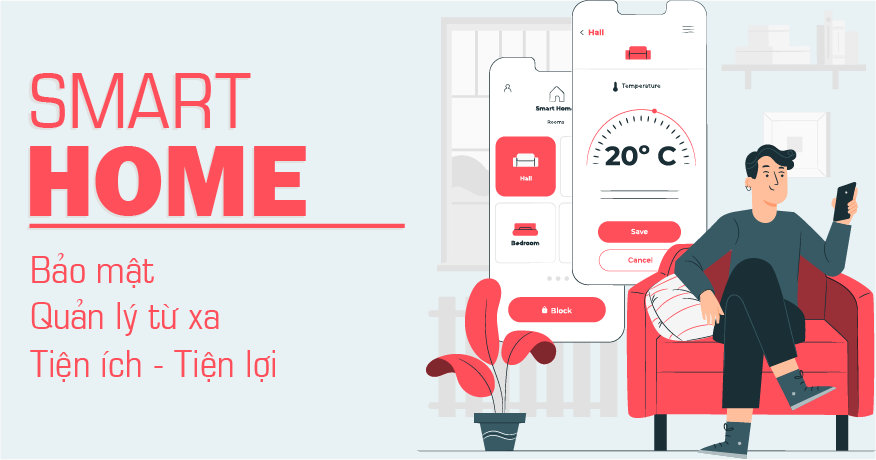 SMART
HOME
Bảo mật
Quản lý từ xa
Tiện ích - Tiện lợi
Smart Home
Rooms
Hall
Bedroom
Block
< Hall
Temperature
20° C
Save
Cancel